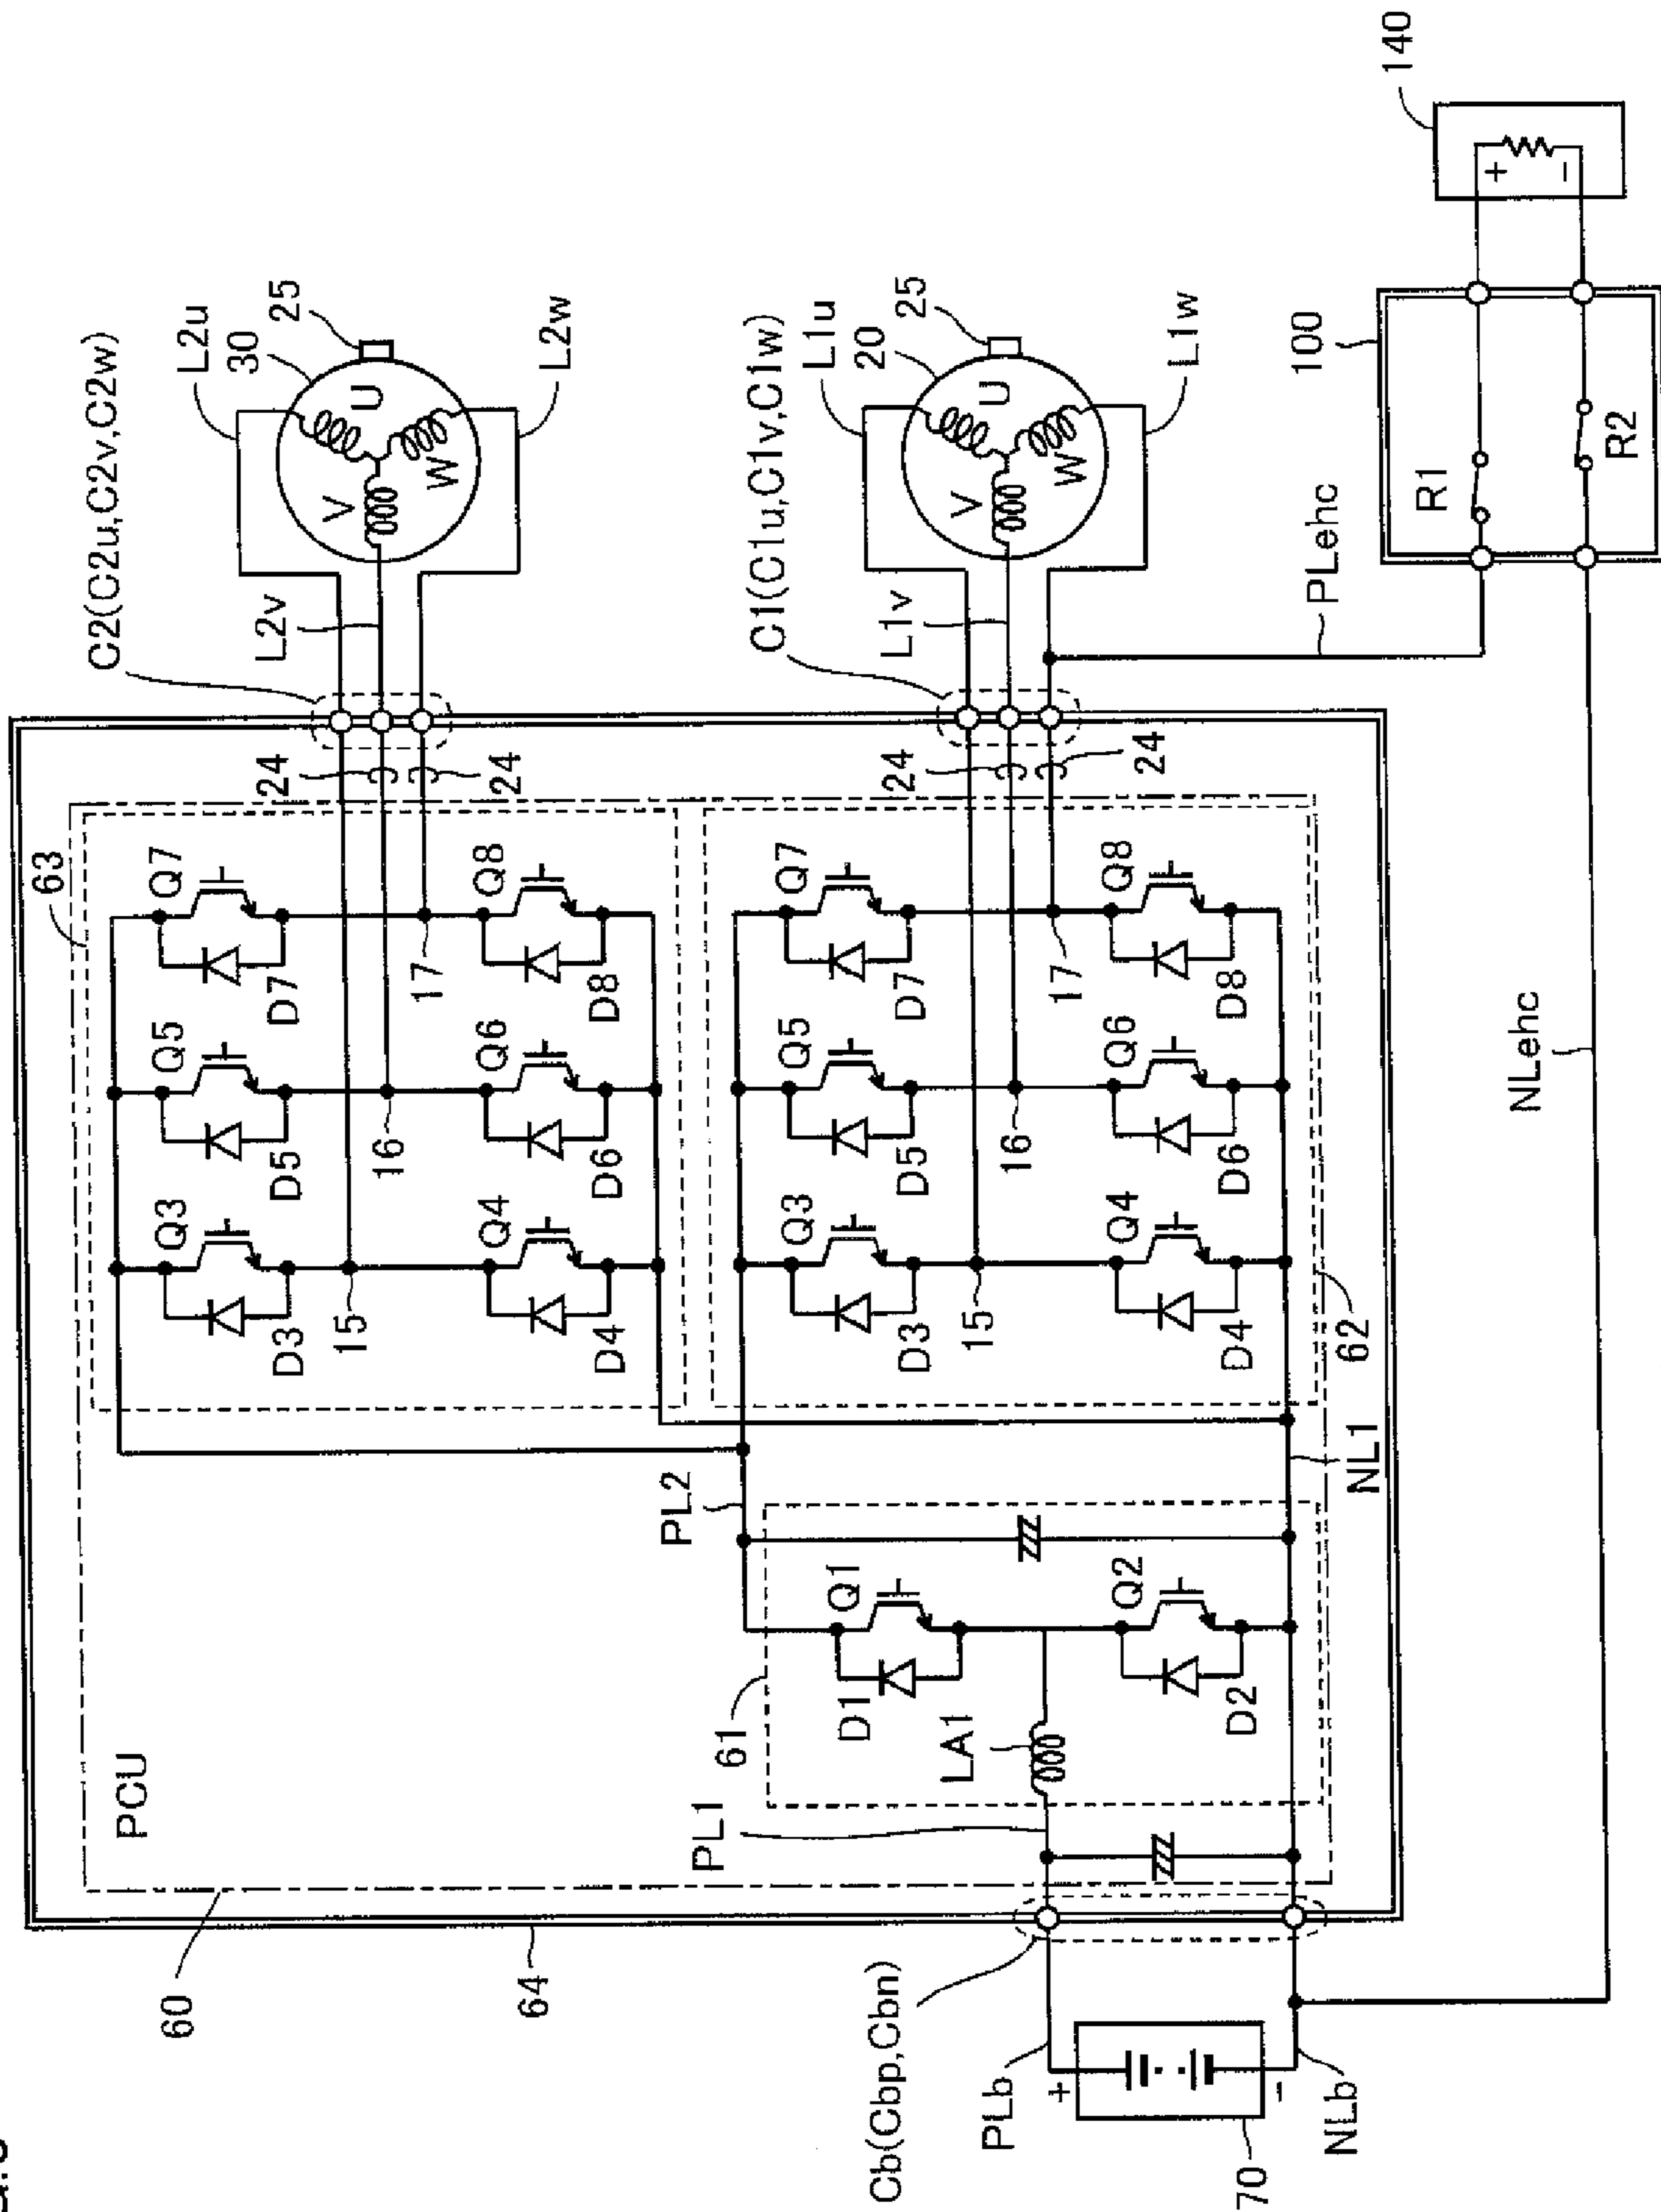 60
PCU
63
Q3
Q5
Q7
D3
D5
D7
15
16
17
Q4
Q6
Q8
D4
D6
D8
24
24
C2(C2u,C2v,C2w)
L2v
L2u
30
25
U
V
W
L2w
64
PL2
61
Q1
D1
LA1
PL1
Q2
D2
NL1
62
Q3
Q5
Q7
D3
D5
D7
15
16
17
Q4
Q6
Q8
D4
D6
D8
24
24
C1(C1u,C1v,C1w)
L1v
L1u
20
25
U
V
W
L1w
Cb(Cbp,Cbn)
PLb
+
−
70
NLb
NLehc
PLehc
100
R1
R2
140
+
−